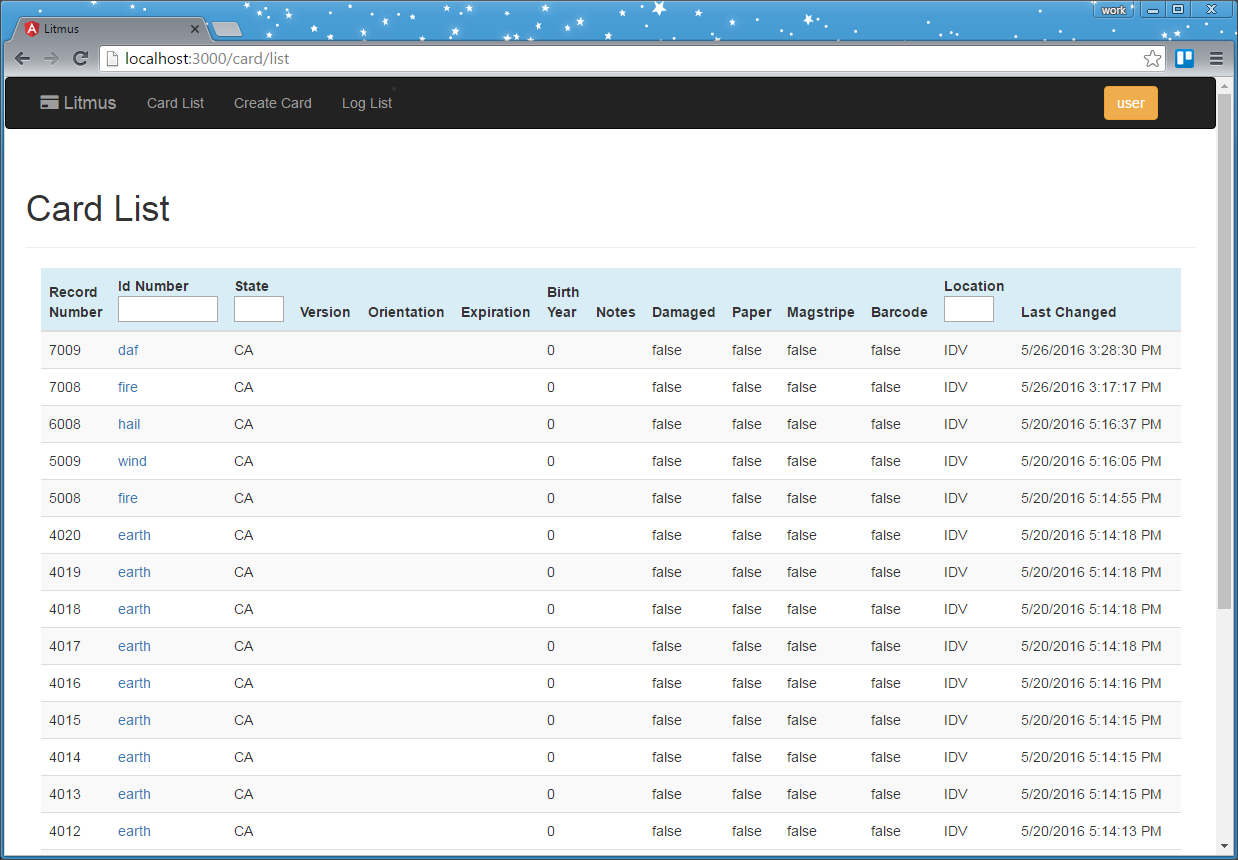 work
Litmus
localhost:3000/card/list
Litmus Card List Create Card Log List user
Card List
Record Number Id Number State Version Orientation Expiration Birth Year Notes Damaged Paper Magstripe Barcode Location Last Changed
7009 daf CA 0 false false false false IDV 5/26/2016 3:28:30 PM
7008 fire CA 0 false false false false IDV 5/26/2016 3:17:17 PM
6008 hail CA 0 false false false false IDV 5/20/2016 5:16:37 PM
5009 wind CA 0 false false false false IDV 5/20/2016 5:16:05 PM
5008 fire CA 0 false false false false IDV 5/20/2016 5:14:55 PM
4020 earth CA 0 false false false false IDV 5/20/2016 5:14:18 PM
4019 earth CA 0 false false false false IDV 5/20/2016 5:14:18 PM
4018 earth CA 0 false false false false IDV 5/20/2016 5:14:18 PM
4017 earth CA 0 false false false false IDV 5/20/2016 5:14:18 PM
4016 earth CA 0 false false false false IDV 5/20/2016 5:14:16 PM
4015 earth CA 0 false false false false IDV 5/20/2016 5:14:15 PM
4014 earth CA 0 false false false false IDV 5/20/2016 5:14:15 PM
4013 earth CA 0 false false false false IDV 5/20/2016 5:14:15 PM
4012 earth CA 0 false false false false IDV 5/20/2016 5:14:13 PM